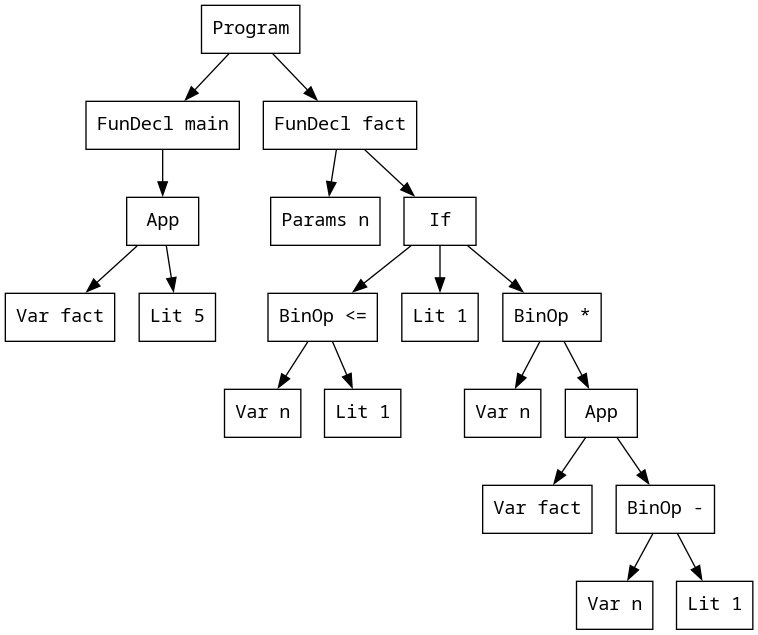 Program
FunDecl main
FunDecl fact
App
Params n
If
Var fact
Lit 5
BinOp <=
Lit 1
BinOp *
Var n
Lit 1
Var n
App
Var fact
BinOp -
Var n
Lit 1